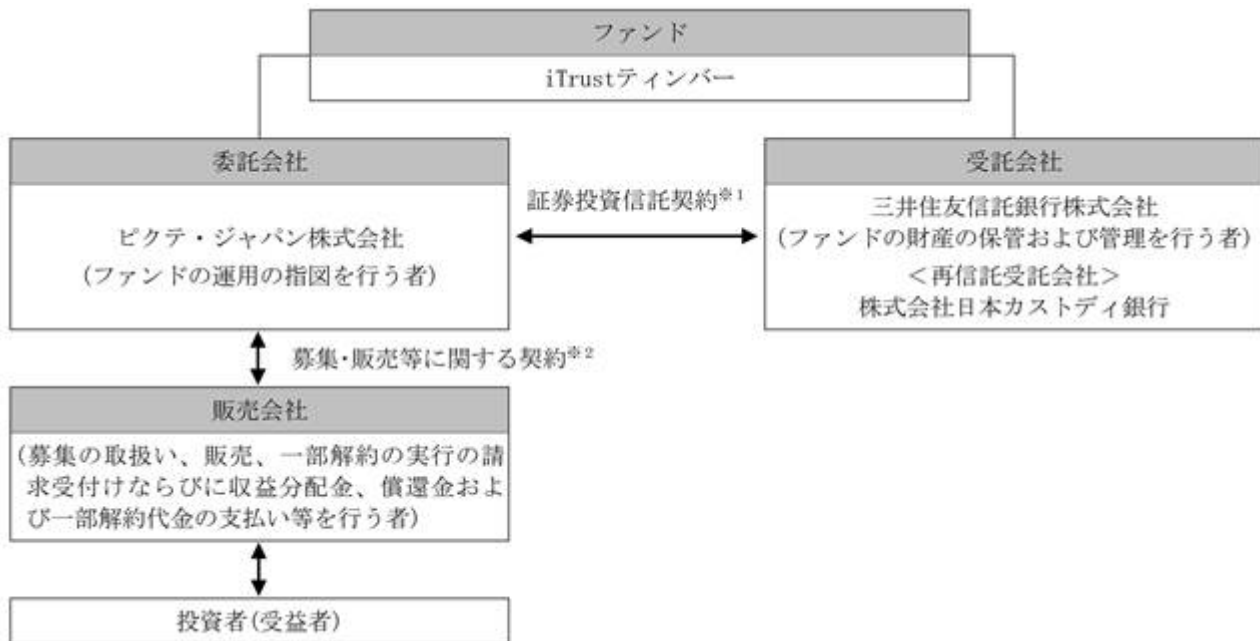 ファンド
iTrustティンバー
委託会社
ピクテ・ジャパン株式会社
(ファンドの運用の指図を行う者)
証券投資信託契約※1
受託会社
三井住友信託銀行株式会社
(ファンドの財産の保管および管理を行う者)
＜再信託受託会社＞
株式会社日本カストディ銀行
募集･販売等に関する契約※2
販売会社
(募集の取扱い、販売、一部解約の実行の請
求受付けならびに収益分配金、償還金およ
び一部解約代金の支払い等を行う者)
投資者(受益者)